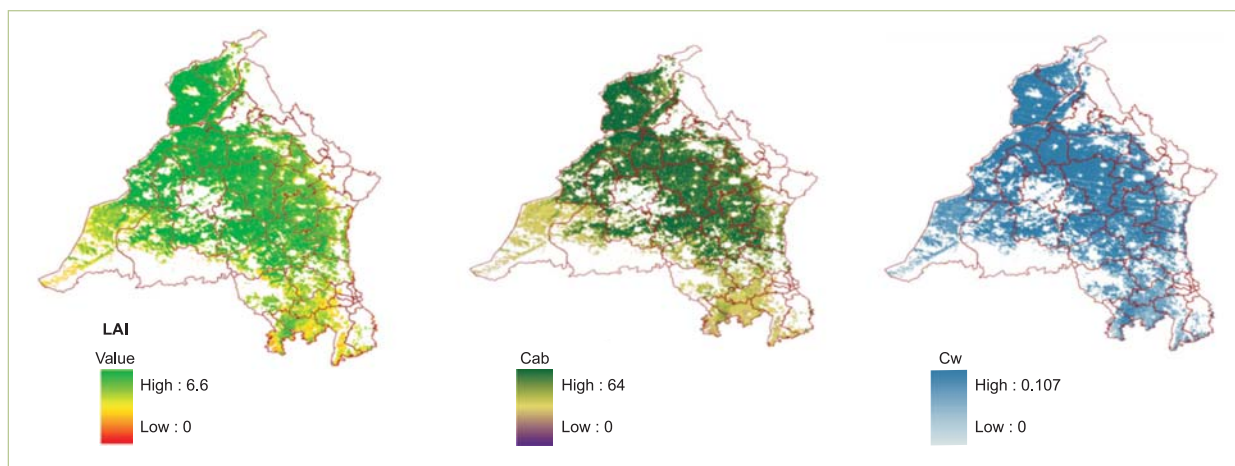 LAI
Value
High : 6.6
Low : 0
Cab
High : 64
Low : 0
Cw
High : 0.107
Low : 0